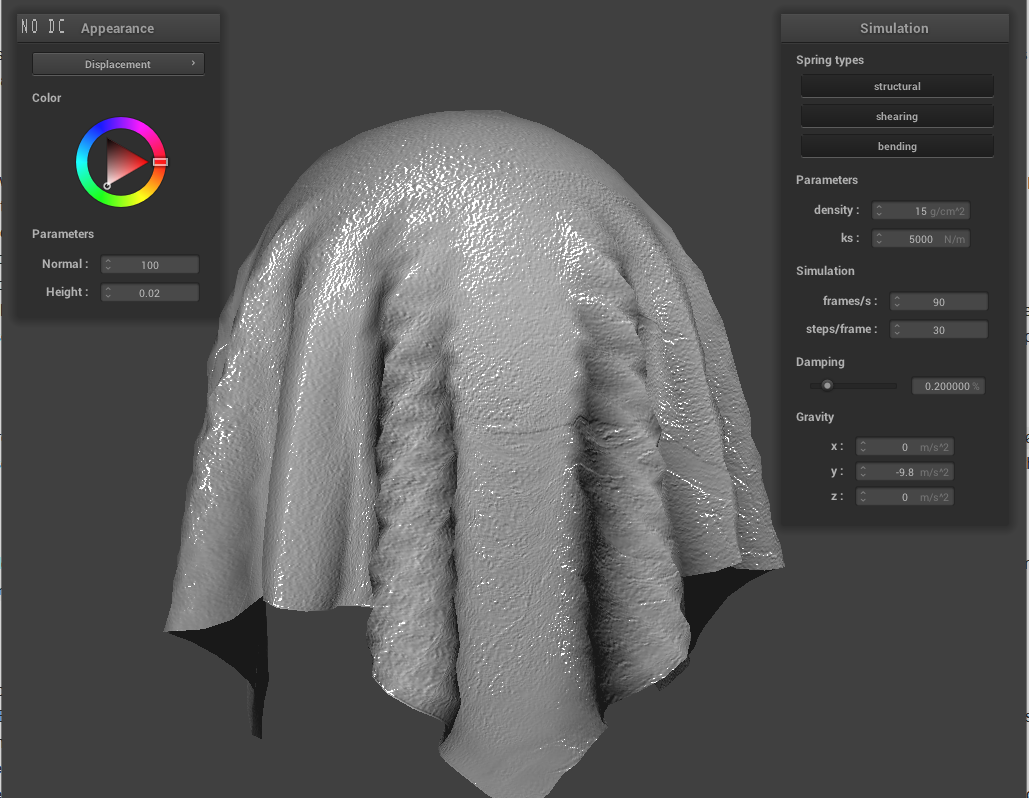 NO DC
Appearance
Displacement
Color
Parameters
Normal : 100
Height : 0.02
Simulation
Spring types
structural
shearing
bending
Parameters
density : 15 g/cm^2
ks : 5000 N/m
Simulation
frames/s : 90
steps/frame : 30
Damping
0.200000 %
Gravity
x : 0 m/s^2
y : -9.8 m/s^2
z : 0 m/s^2